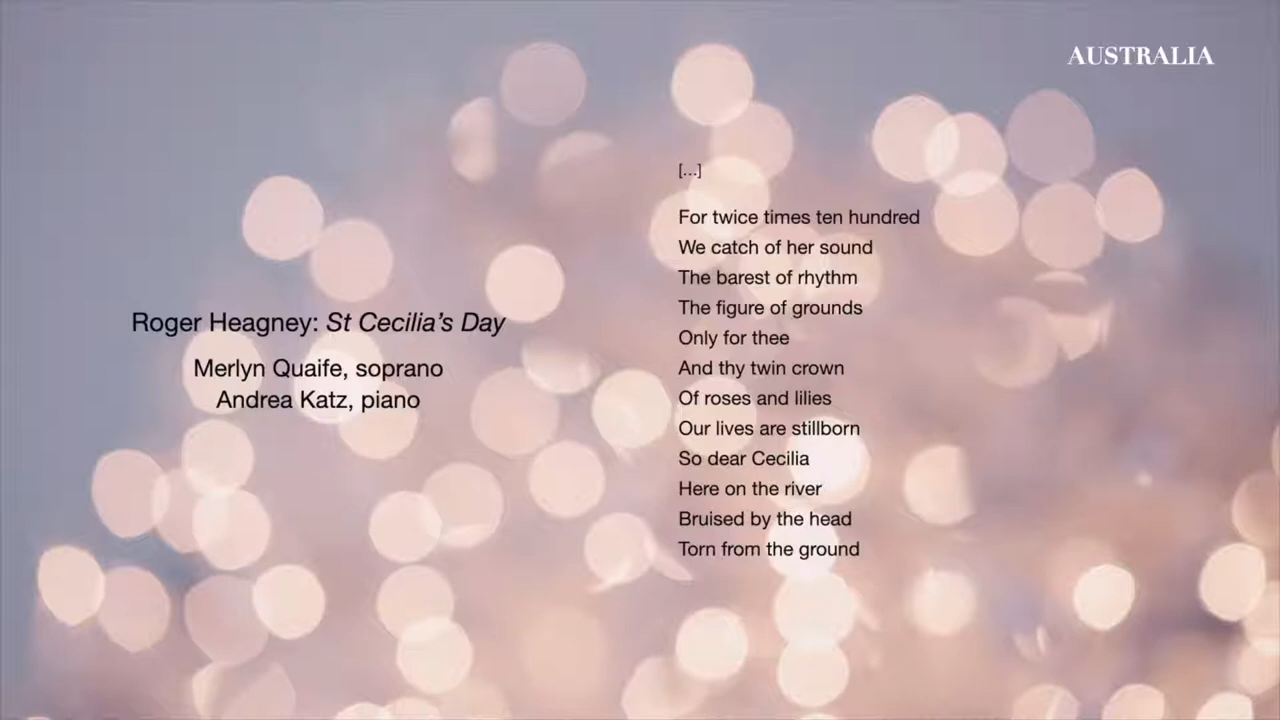 AUSTRALIA
Roger Heagney: St Cecilia’s Day
Merlyn Quaife, soprano
Andrea Katz, piano
[...]
For twice times ten hundred
We catch of her sound
The barest of rhythm
The figure of grounds
Only for thee
And thy twin crown
Of roses and lilies
Our lives are stillborn
So dear Cecilia
Here on the river
Bruised by the head
Torn from the ground